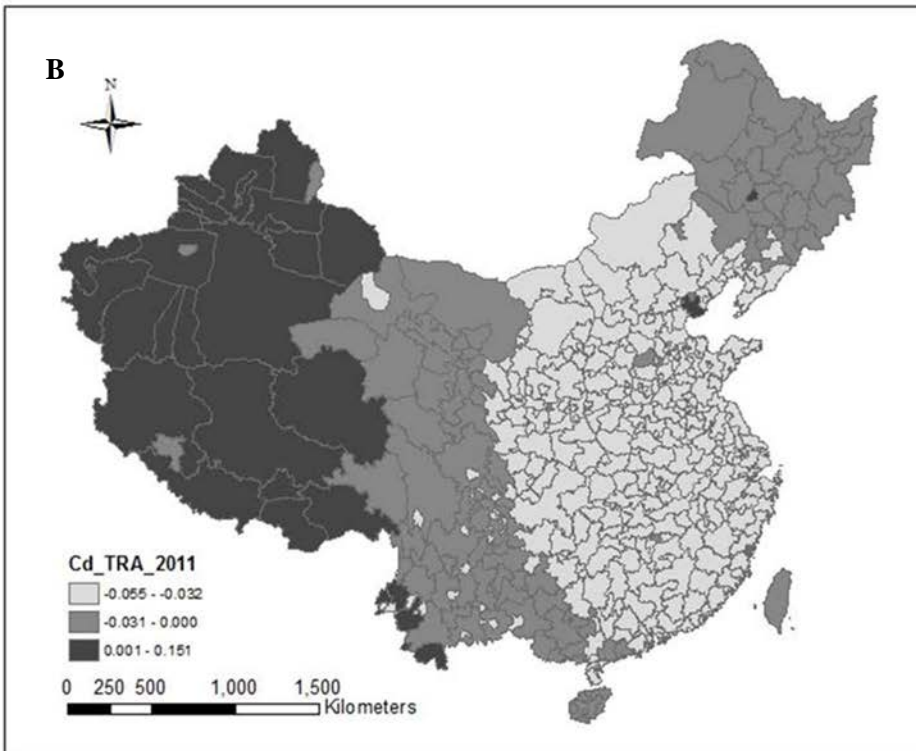 B
N
Cd_TRA_2011
-0.055 - -0.032
-0.031 - 0.000
0.001 - 0.151
0 250 500 1,000 1,500
Kilometers